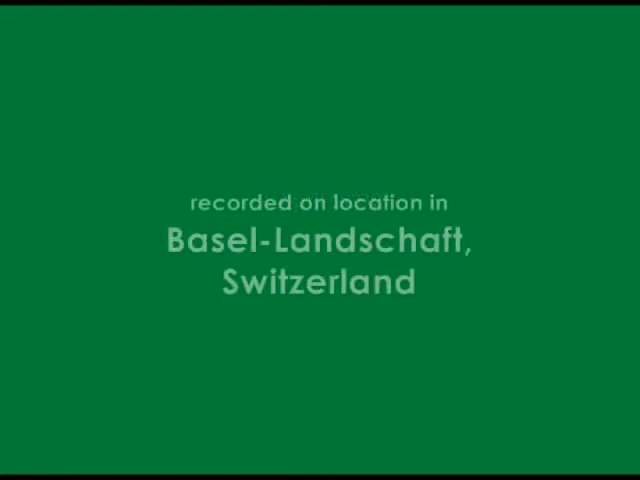 recorded on location in
Basel-Landschaft,
Switzerland